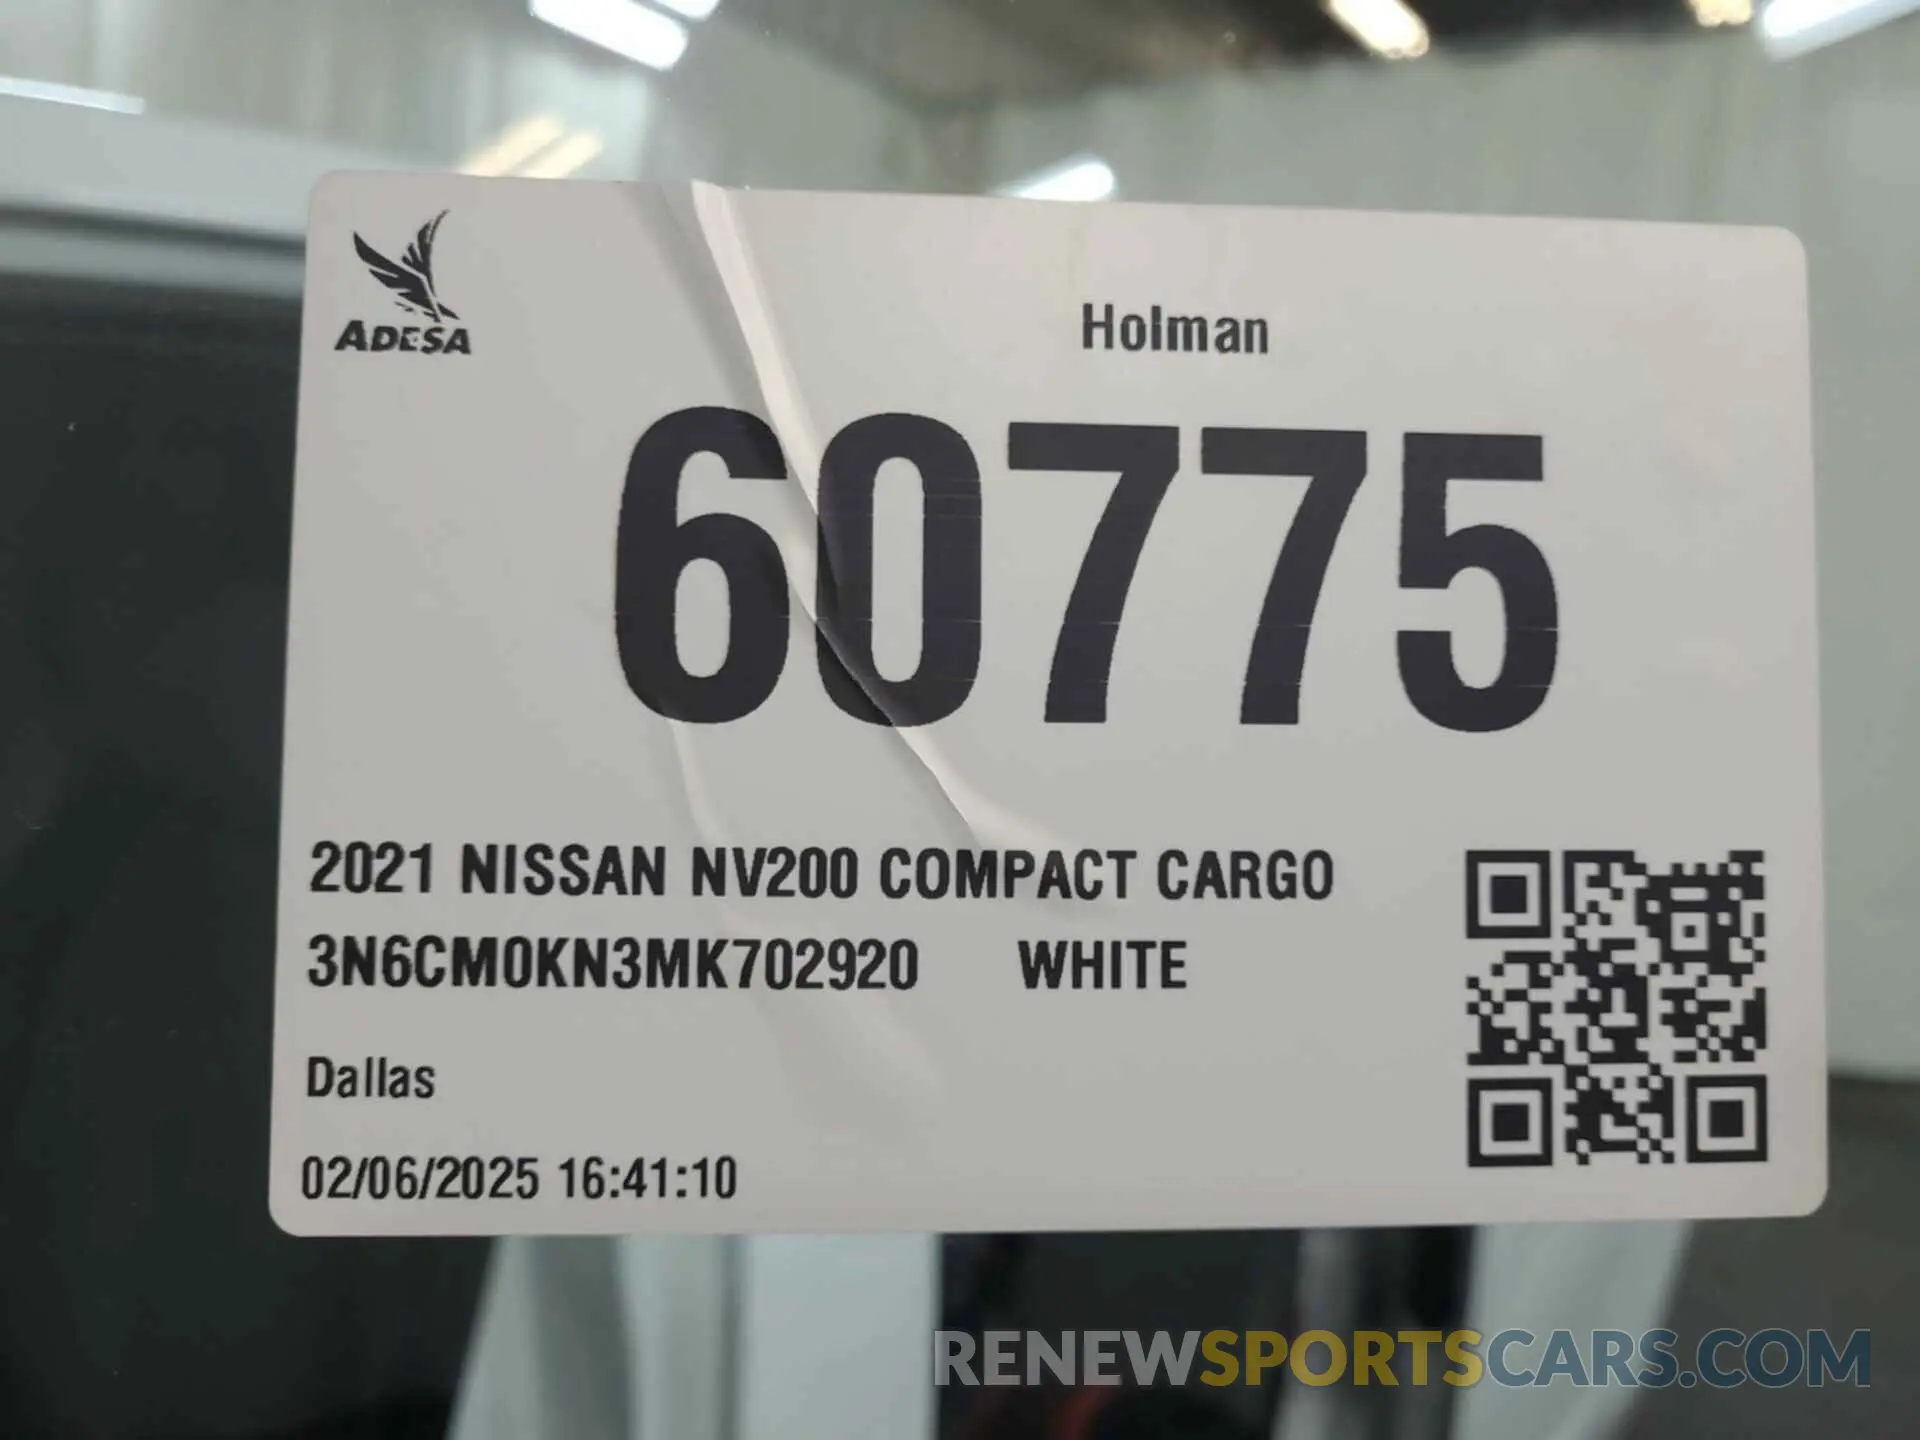 ADESA
Holman
60775
2021 NISSAN NV200 COMPACT CARGO
3N6CM0KN3MK702920 WHITE
Dallas
02/06/2025 16:41:10
RENEWSPORTSCARS.COM